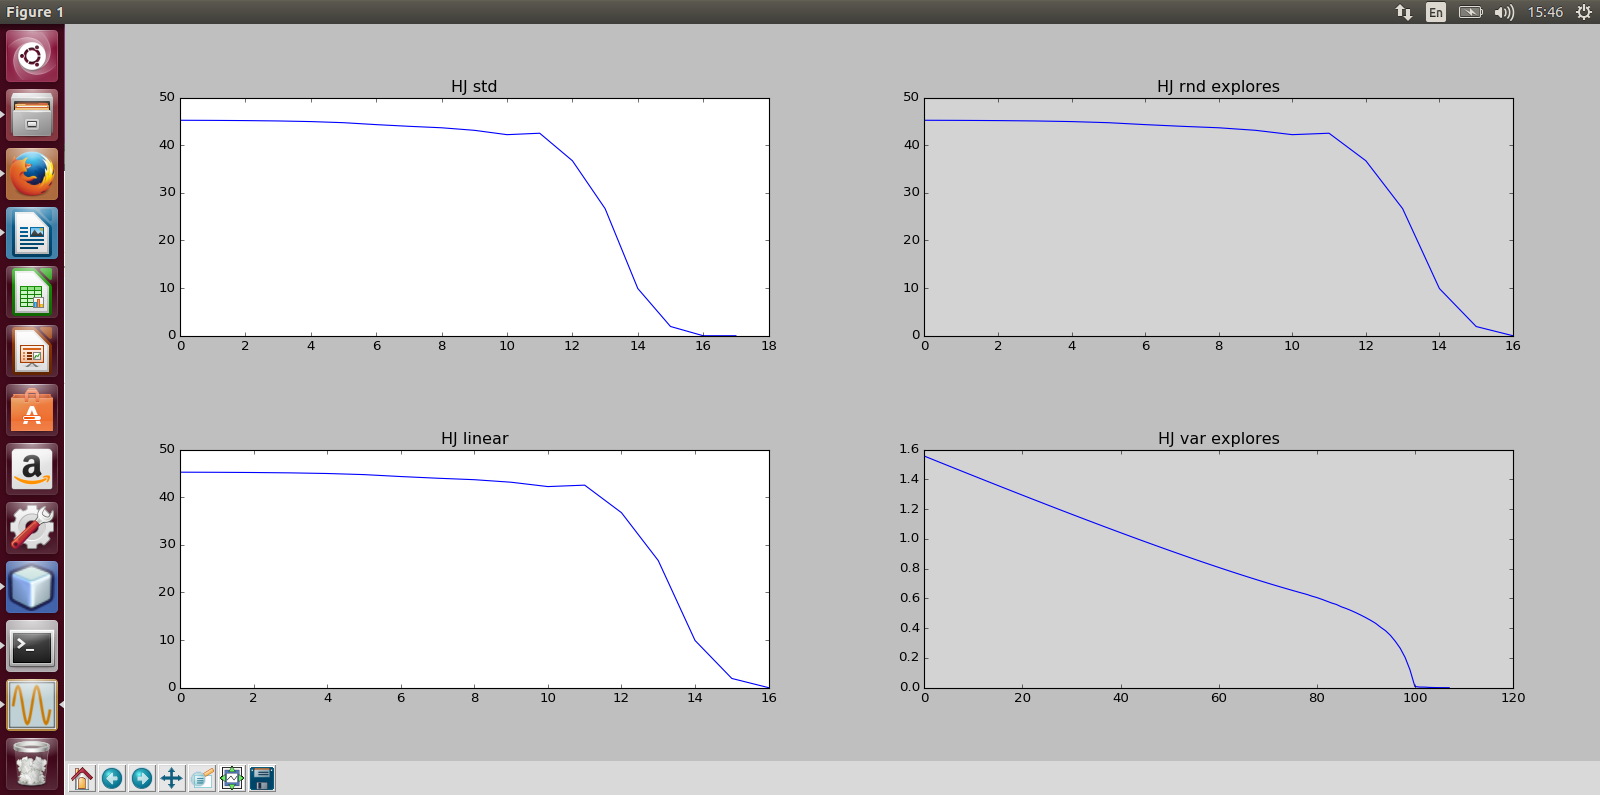 Figure 1
En
15:46
HJ std
50
40
30
20
10
0
0 2 4 6 8 10 12 14 16 18
HJ rnd explores
50
40
30
20
10
0
0 2 4 6 8 10 12 14 16
HJ linear
50
40
30
20
10
0
0 2 4 6 8 10 12 14 16
HJ var explores
1.6
1.4
1.2
1.0
0.8
0.6
0.4
0.2
0.0
0 20 40 60 80 100 120
A
a
>_